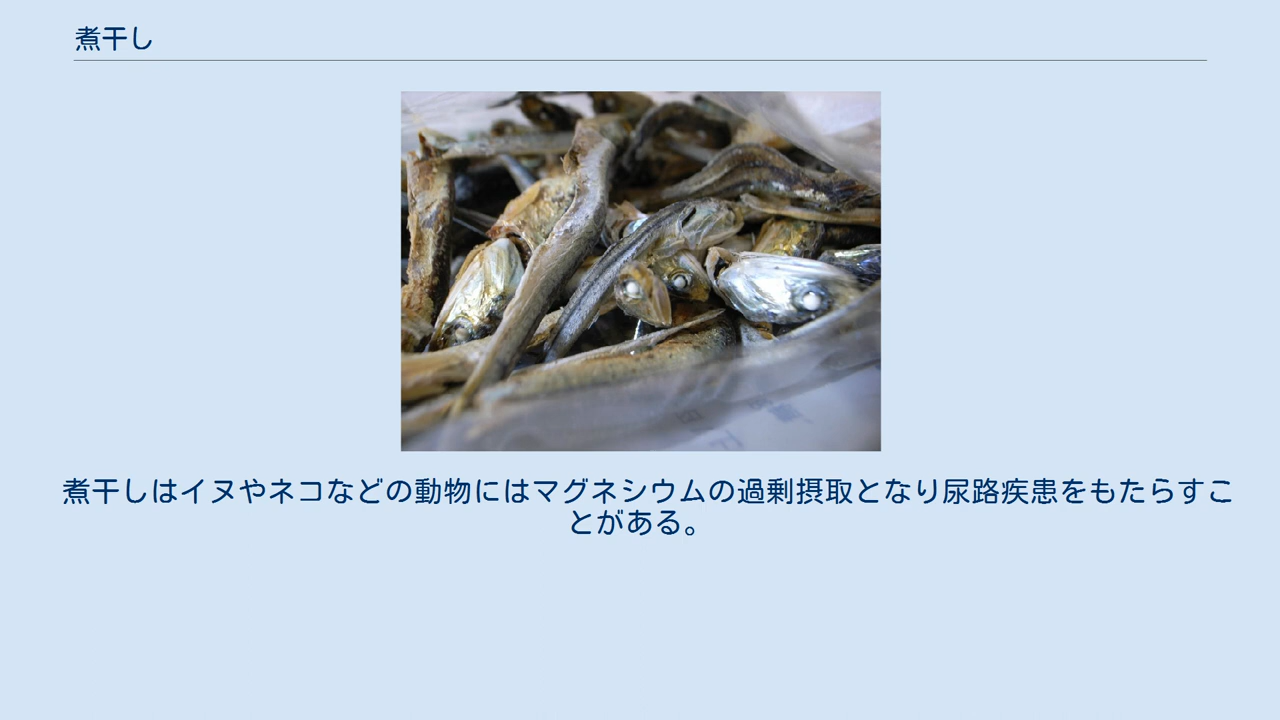 煮干し
煮干しはイヌやネコなどの動物にはマグネシウムの過剰摂取となり尿路疾患をもたらすこ
とがある。